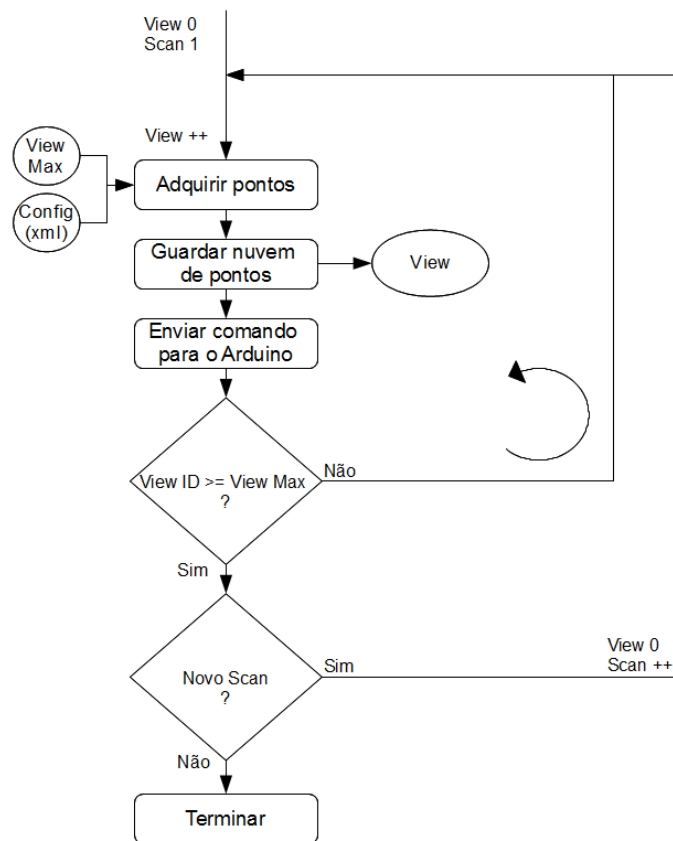 View 0
Scan 1
View ++
View
Max
Config
(xml)
Adquirir pontos
Guardar nuvem
de pontos
View
Enviar comando
para o Arduino
View ID >= View Max
?
Não
Sim
Novo Scan
?
Sim
View 0
Scan ++
Não
Terminar